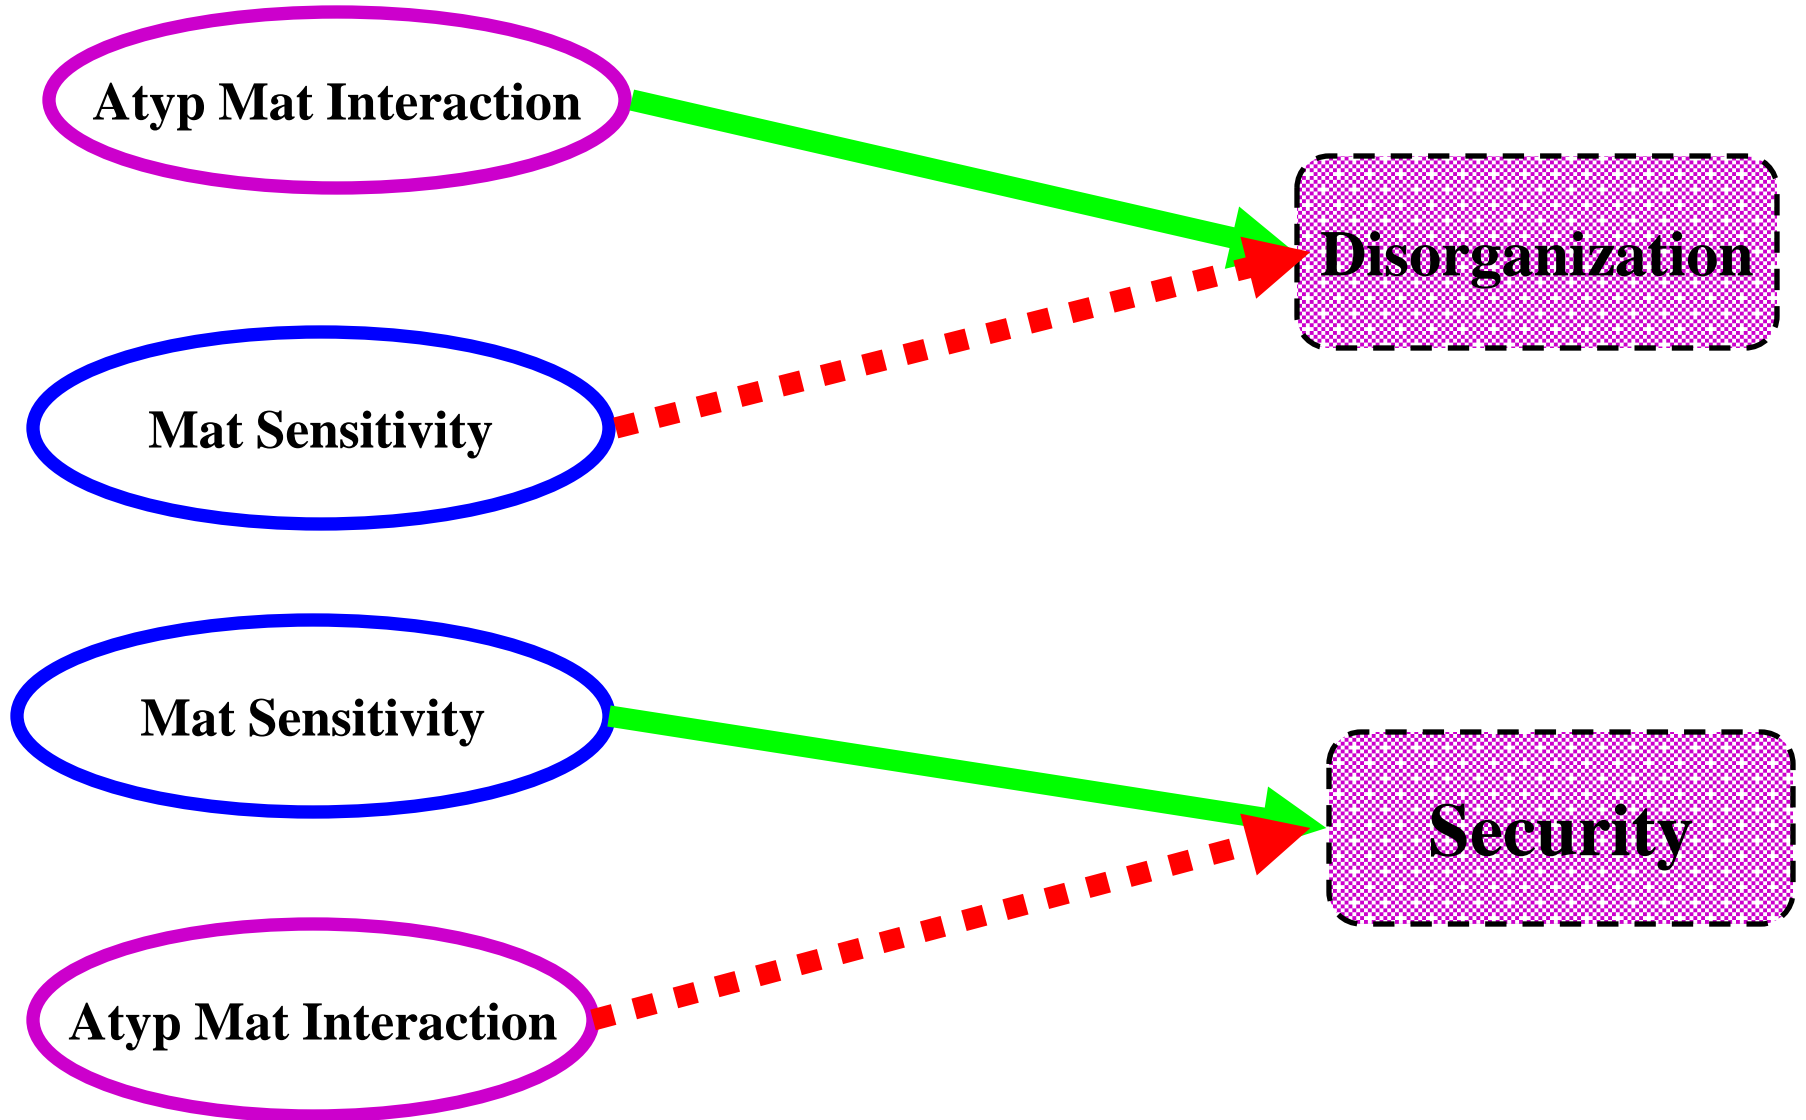 Atyp Mat Interaction
Disorganization
Mat Sensitivity
Mat Sensitivity
Security
Atyp Mat Interaction